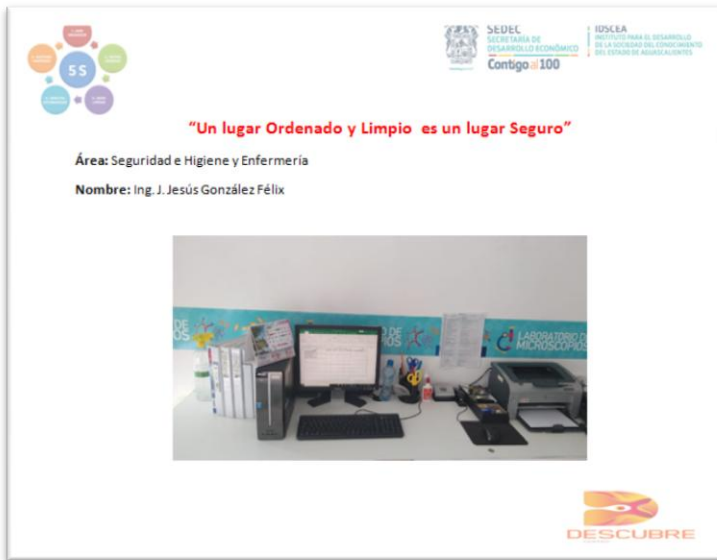 5 S
SEDEC
SECRETARÍA DE
DESARROLLO ECONÓMICO
Contigo al 100
IDSCEA
INSTITUTO PARA EL DESARROLLO
DE LA SOCIEDAD DEL CONOCIMIENTO
DEL ESTADO DE AGUASCALIENTES
“Un lugar Ordenado y Limpio es un lugar Seguro”
Área: Seguridad e Higiene y Enfermería
Nombre: Ing. J. Jesús González Félix
LABORATORIO DE
MICROSCOPIOS
DESCUBRE